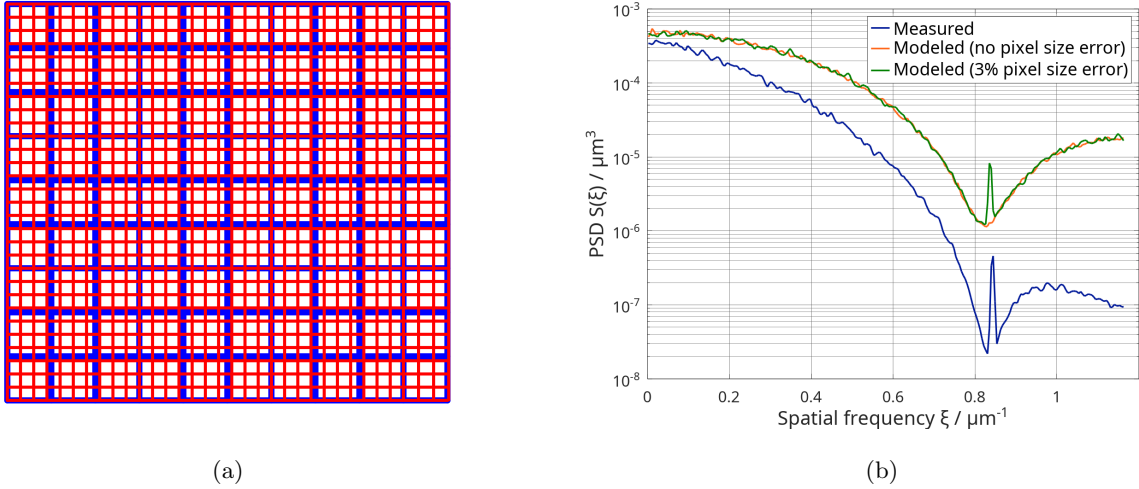 10⁻³
10⁻⁴
10⁻⁵
10⁻⁶
10⁻⁷
10⁻⁸
PSD S(ξ) / µm³
Measured
Modeled (no pixel size error)
Modeled (3% pixel size error)
0 0.2 0.4 0.6 0.8 1
Spatial frequency ξ / µm⁻¹
(a) (b)